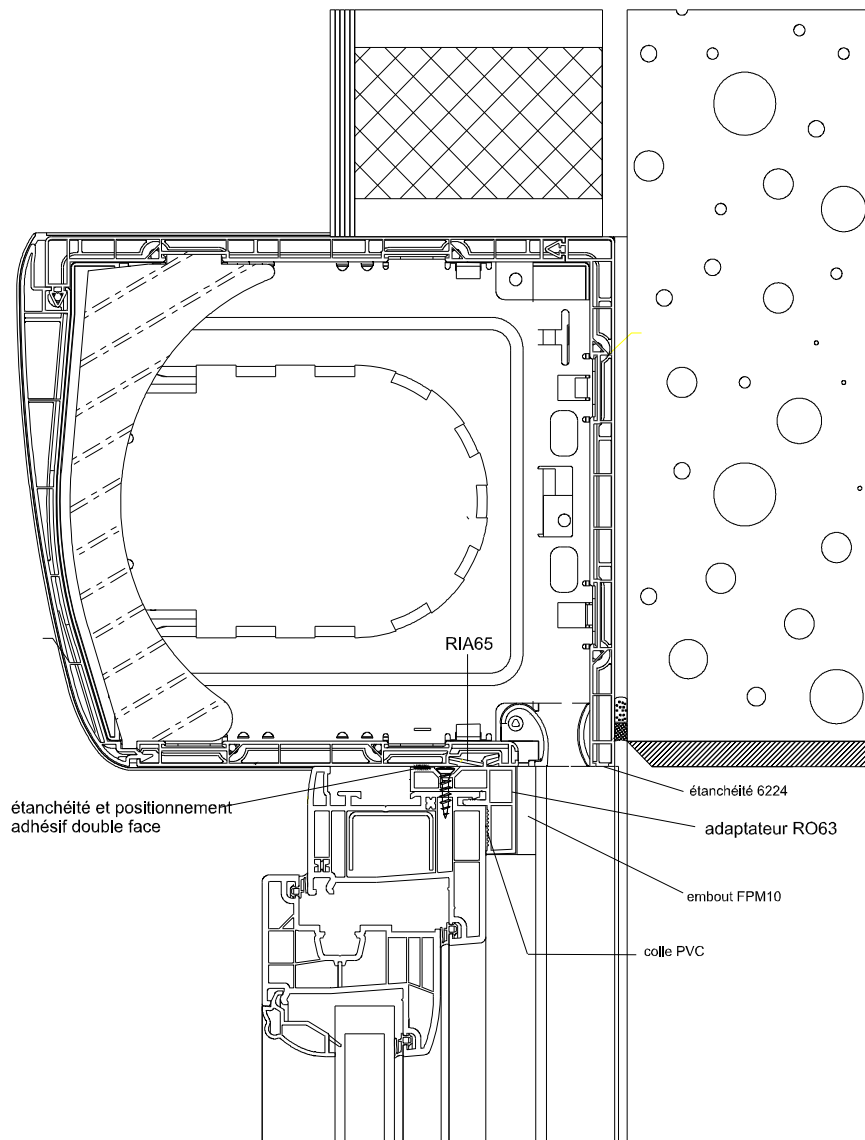 RIA65
étanchéité 6224
étanchéité et positionnement
adhésif double face
adaptateur RO63
embout FPM10
colle PVC